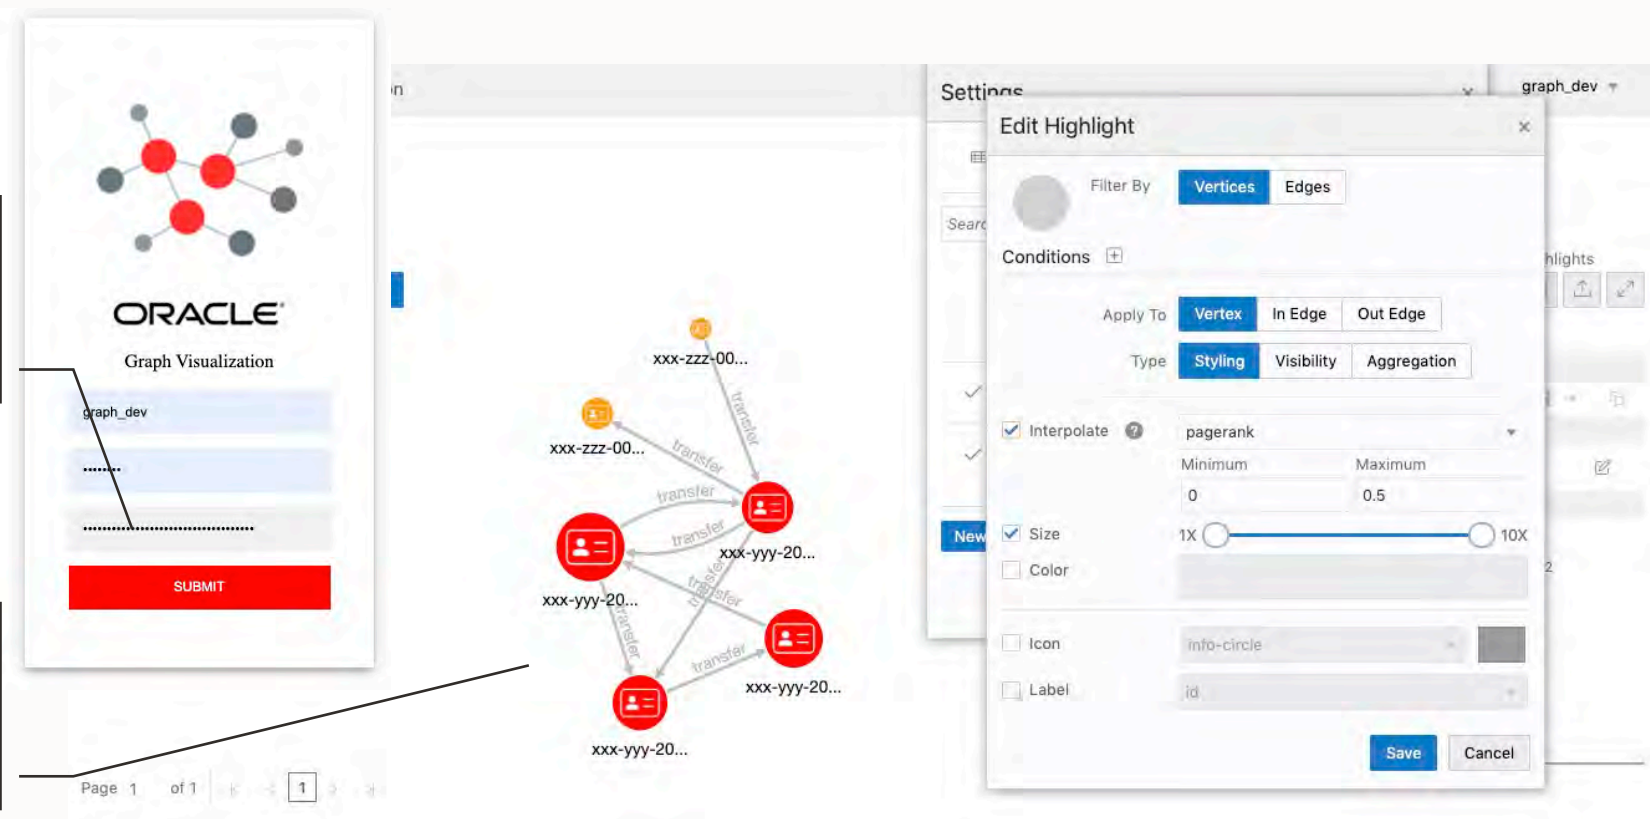 ORACLE
Graph Visualization
graph_dev
........
....................................
SUBMIT
Page 1 of 1
1
on
xxx-zzz-00...
transfer
xxx-zzz-00...
transfer
transfer
transfer
xxx-yyy-20...
transfer
transfer
xxx-yyy-20...
transfer
transfer
xxx-yyy-20...
xxx-yyy-20...
Settings
graph_dev
Edit Highlight
Filter By
Vertices
Edges
Searc
Conditions
hlights
Apply To
Vertex
In Edge
Out Edge
Type
Styling
Visibility
Aggregation
Interpolate
pagerank
Minimum
Maximum
0
0.5
New
Size
1X
10X
Color
2
Icon
info-circle
Label
id
Save
Cancel